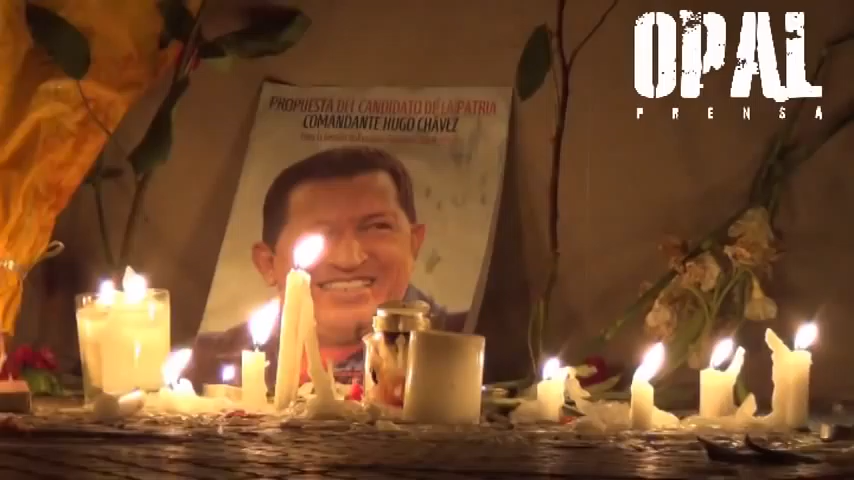 OPAL
PRENSA
PROPUESTA DEL CANDIDATO DE LA PATRIA
COMANDANTE HUGO CHÁVEZ